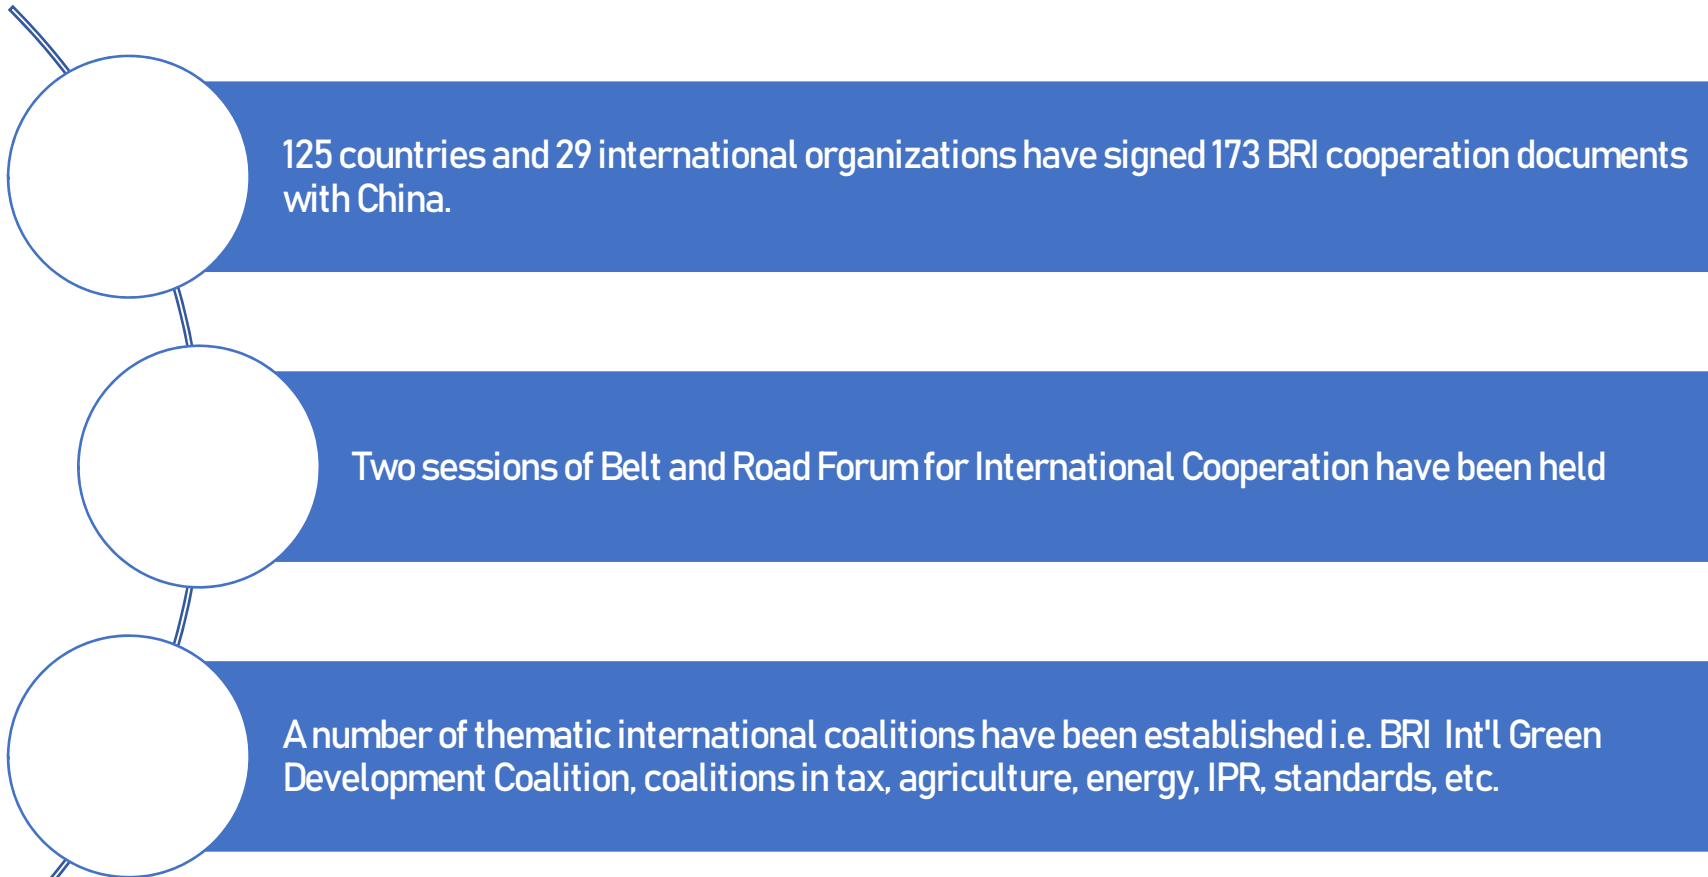 125 countries and 29 international organizations have signed 173 BRI cooperation documents
with China.
Two sessions of Belt and Road Forum for International Cooperation have been held
A number of thematic international coalitions have been established i.e. BRI Int'l Green
Development Coalition, coalitions in tax, agriculture, energy, IPR, standards, etc.